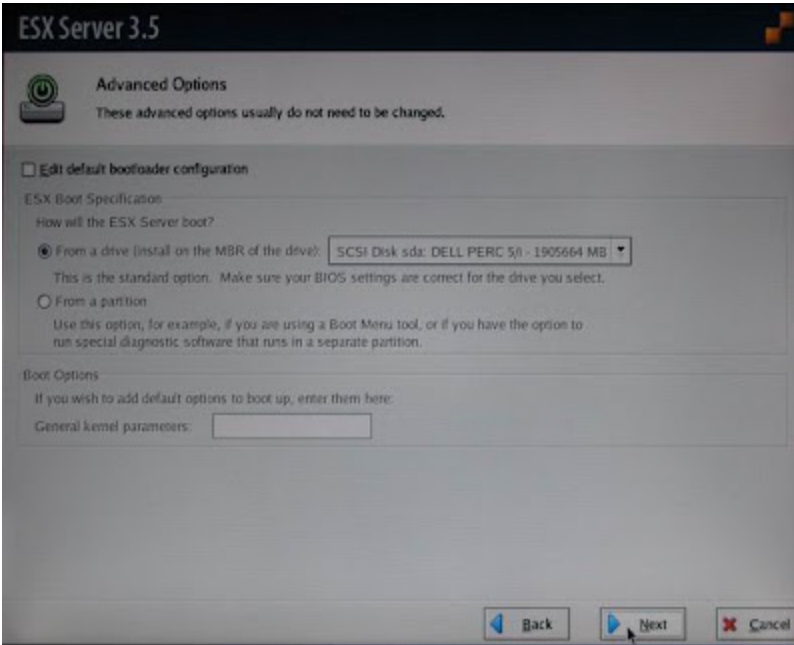 ESX Server 3.5
Advanced Options
These advanced options usually do not need to be changed.
Edit default bootloader configuration
ESX Boot Specification
How will the ESX Server boot?
From a drive (install on the MBR of the drive): SCSI Disk sda: DELL PERC 5/i - 1905664 MB
This is the standard option. Make sure your BIOS settings are correct for the drive you select.
From a partition
Use this option, for example, if you are using a Boot Menu tool, or if you have the option to
run special diagnostic software that runs in a separate partition.
Boot Options
If you wish to add default options to boot up, enter them here:
General kernel parameters:
Back
Next
Cancel